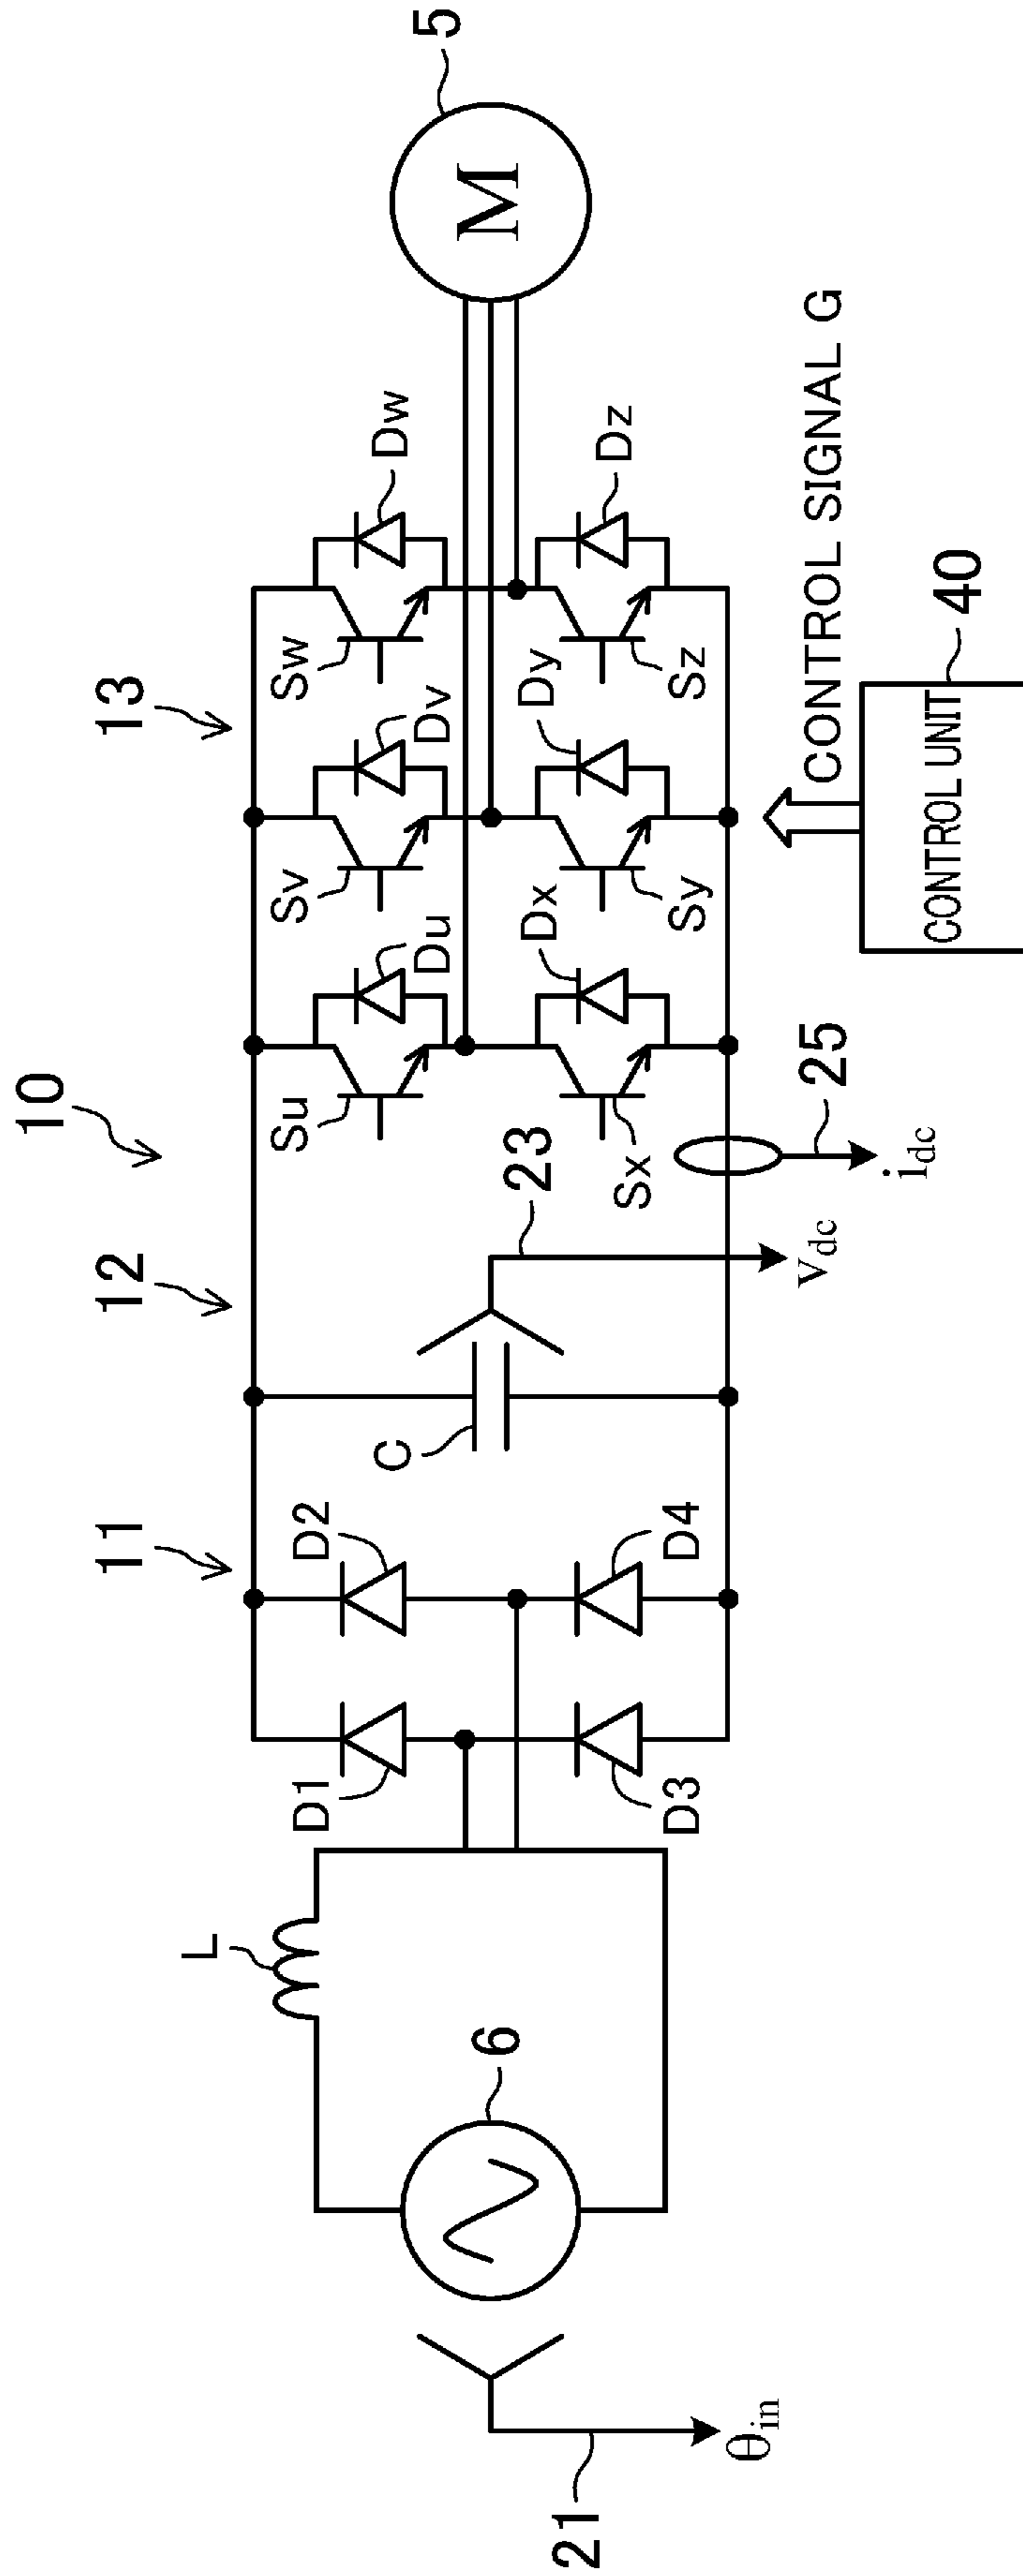 10
11
12
13
L
6
21
θin
D1
D2
D3
D4
C
23
vdc
25
idc
Su
Du
Sv
Dv
Sw
Dw
Sx
Dx
Sy
Dy
Sz
Dz
M
5
CONTROL SIGNAL G
CONTROL UNIT
40